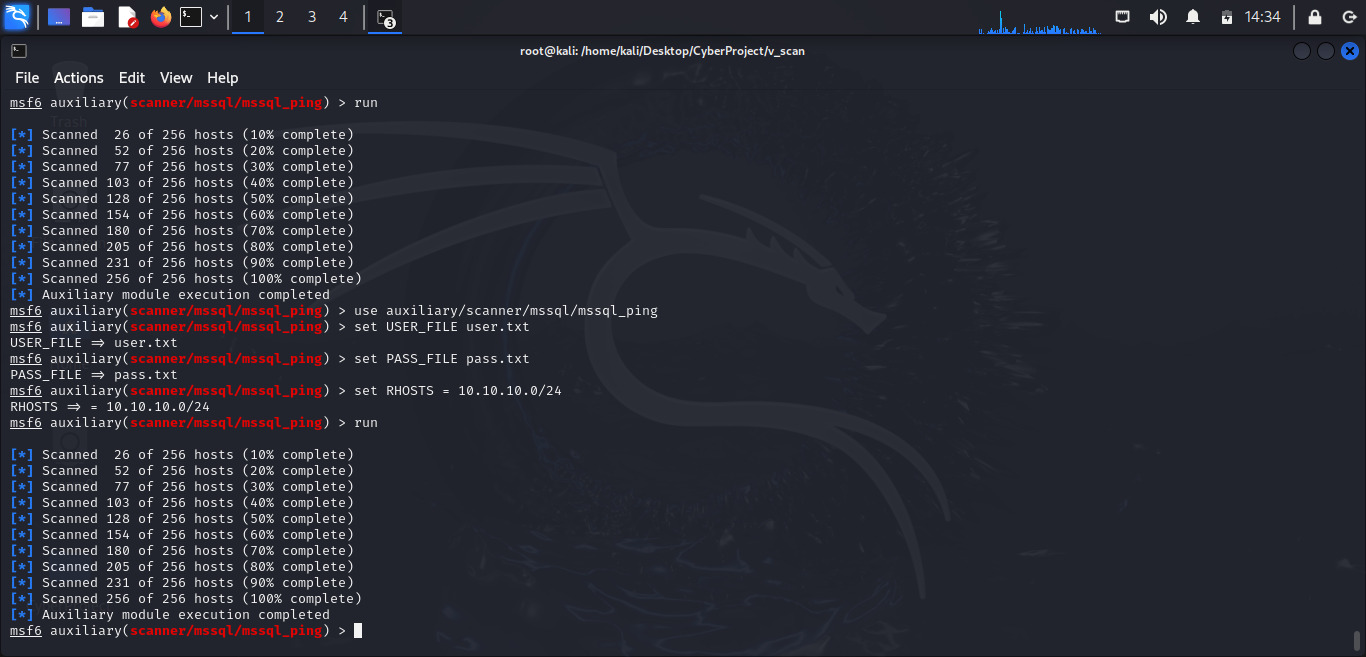 1 2 3 4 3 14:34
root@kali: /home/kali/Desktop/CyberProject/v_scan
File Actions Edit View Help
msf6 auxiliary(scanner/mssql/mssql_ping) > run
Trash
[*] Scanned  26 of 256 hosts (10% complete)
[*] Scanned  52 of 256 hosts (20% complete)
[*] Scanned  77 of 256 hosts (30% complete)
[*] Scanned 103 of 256 hosts (40% complete)
[*] Scanned 128 of 256 hosts (50% complete)
[*] Scanned 154 of 256 hosts (60% complete)
[*] Scanned 180 of 256 hosts (70% complete)
[*] Scanned 205 of 256 hosts (80% complete)
[*] Scanned 231 of 256 hosts (90% complete)
[*] Scanned 256 of 256 hosts (100% complete)
[*] Auxiliary module execution completed
msf6 auxiliary(scanner/mssql/mssql_ping) > use auxiliary/scanner/mssql/mssql_ping
msf6 auxiliary(scanner/mssql/mssql_ping) > set USER_FILE user.txt
USER_FILE => user.txt
msf6 auxiliary(scanner/mssql/mssql_ping) > set PASS_FILE pass.txt
PASS_FILE => pass.txt
msf6 auxiliary(scanner/mssql/mssql_ping) > set RHOSTS = 10.10.10.0/24
RHOSTS => = 10.10.10.0/24
msf6 auxiliary(scanner/mssql/mssql_ping) > run
[*] Scanned  26 of 256 hosts (10% complete)
[*] Scanned  52 of 256 hosts (20% complete)
[*] Scanned  77 of 256 hosts (30% complete)
[*] Scanned 103 of 256 hosts (40% complete)
[*] Scanned 128 of 256 hosts (50% complete)
[*] Scanned 154 of 256 hosts (60% complete)
[*] Scanned 180 of 256 hosts (70% complete)
[*] Scanned 205 of 256 hosts (80% complete)
[*] Scanned 231 of 256 hosts (90% complete)
[*] Scanned 256 of 256 hosts (100% complete)
[*] Auxiliary module execution completed
msf6 auxiliary(scanner/mssql/mssql_ping) >